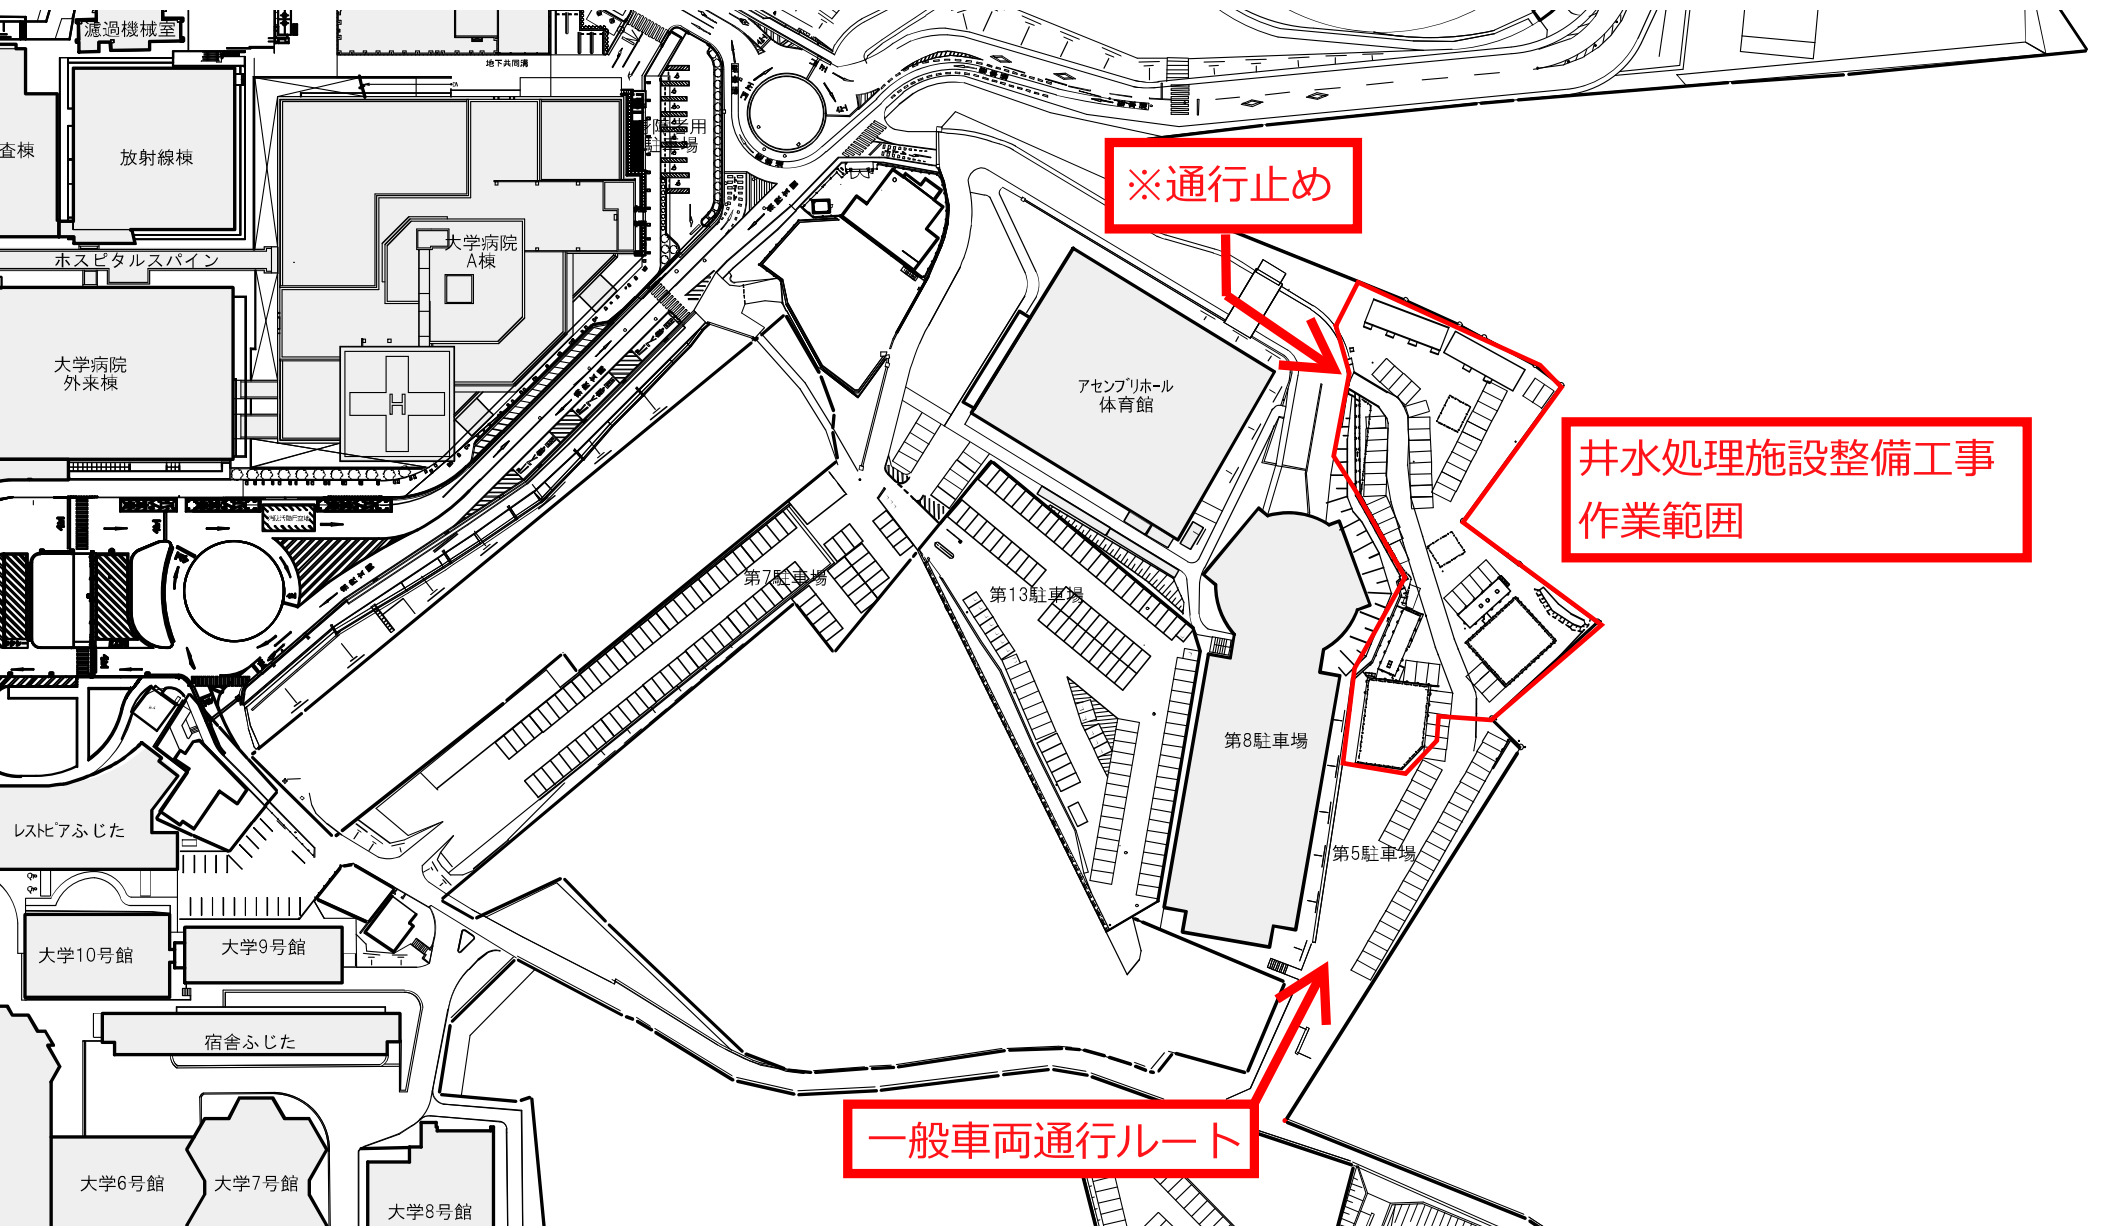 濾過機械室
地下共同溝
査棟
放射線棟
大学病院
A棟
ホスピタルスパイン
大学病院
外来棟
H
※通行止め
アセンブリホール
体育館
井水処理施設整備工事
作業範囲
第7駐車場
第13駐車場
第8駐車場
第5駐車場
レストピアふじた
大学10号館
大学9号館
宿舎ふじた
一般車両通行ルート
大学6号館
大学7号館
大学8号館